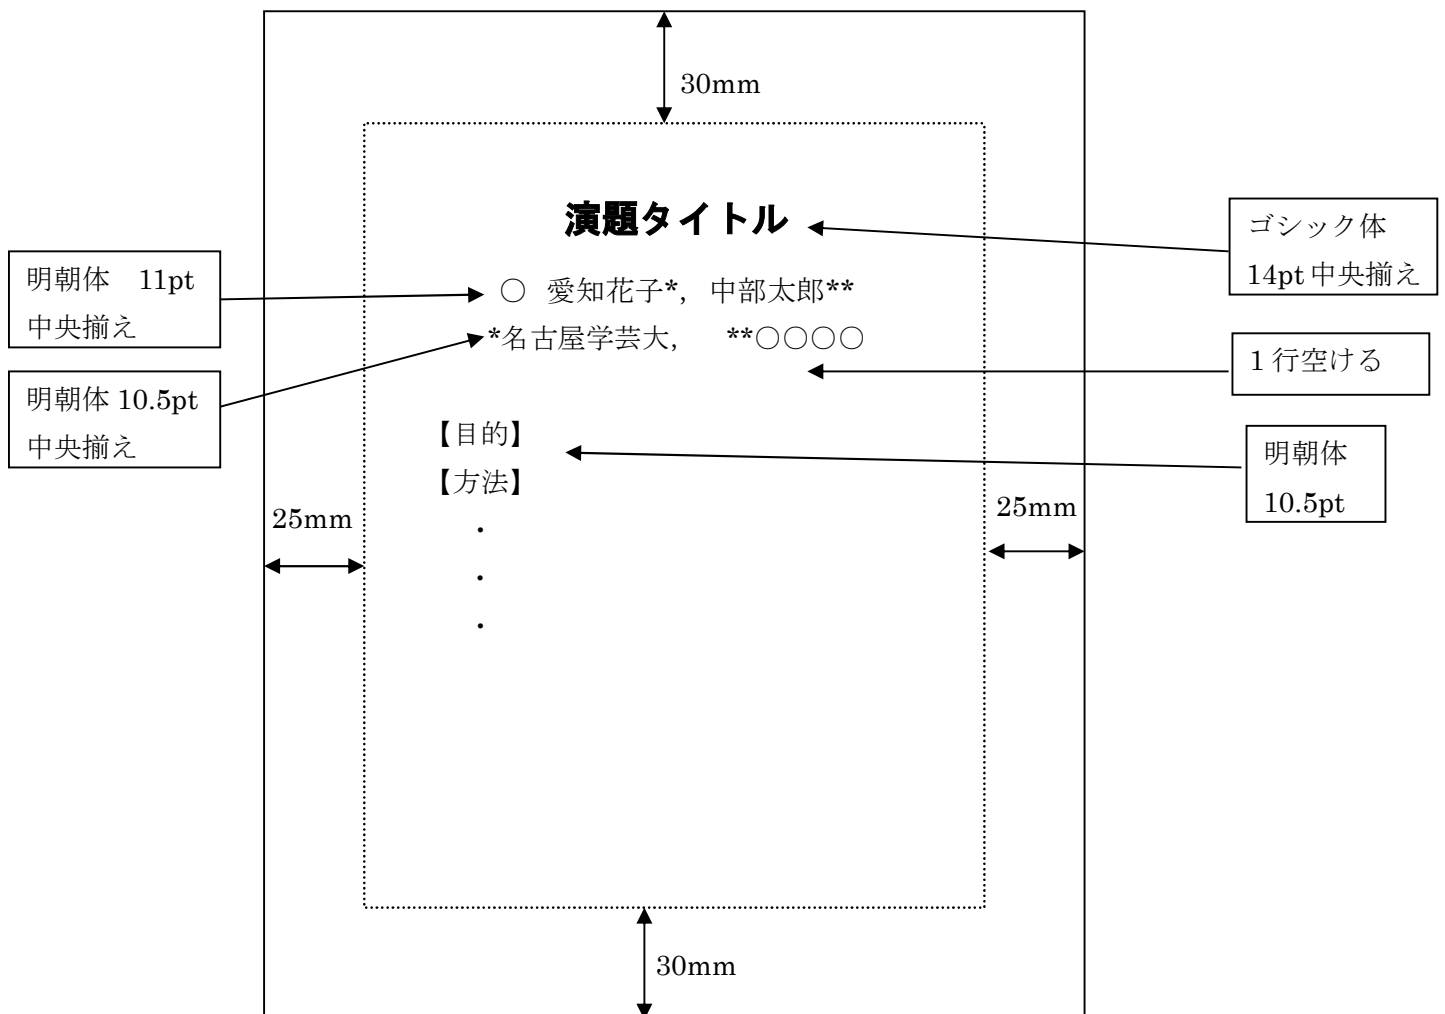 30mm
演題タイトル
ゴシック体
14pt 中央揃え
明朝体　11pt
中央揃え
○ 愛知花子*, 中部太郎**
*名古屋学芸大,　**○○○○
1 行空ける
明朝体 10.5pt
中央揃え
【目的】
【方法】
明朝体
10.5pt
25mm
25mm
・
・
・
30mm